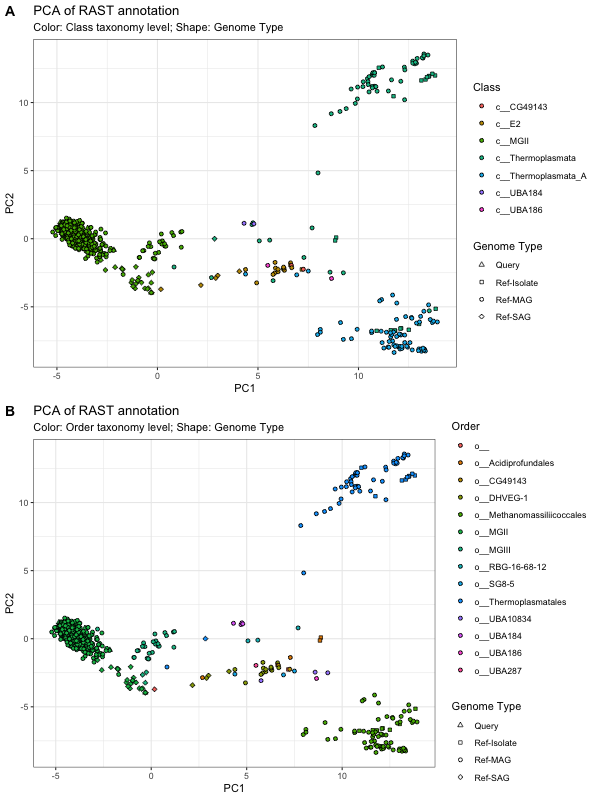 A
PCA of RAST annotation
Color: Class taxonomy level; Shape: Genome Type
PC2
10
5
0
-5
-5
0
5
10
PC1
Class
c__CG49143
c__E2
c__MGII
c__Thermoplasmata
c__Thermoplasmata_A
c__UBA184
c__UBA186
Genome Type
Query
Ref-Isolate
Ref-MAG
Ref-SAG
B
PCA of RAST annotation
Color: Order taxonomy level; Shape: Genome Type
PC2
10
5
0
-5
-5
0
5
10
PC1
Order
o__
o__Acidiprofundales
o__CG49143
o__DHVEG-1
o__Methanomassiliicoccales
o__MGII
o__MGIII
o__RBG-16-68-12
o__SG8-5
o__Thermoplasmatales
o__UBA10834
o__UBA184
o__UBA186
o__UBA287
Genome Type
Query
Ref-Isolate
Ref-MAG
Ref-SAG